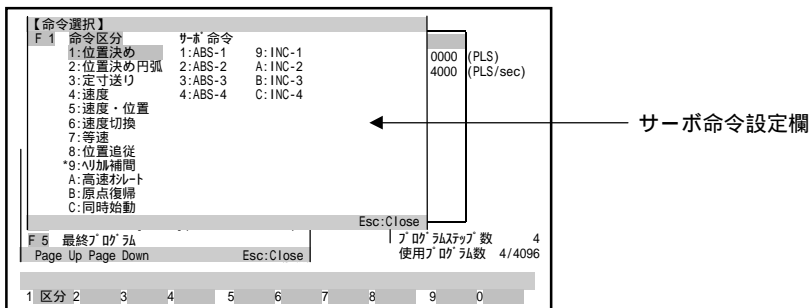 【命令選択】
F 1 命令区分 ｻｰﾎﾞ命令
1:位置決め 1:ABS-1 9:INC-1
2:位置決め円弧 2:ABS-2 A:INC-2
3:定寸送り 3:ABS-3 B:INC-3
4:速度 4:ABS-4 C:INC-4
5:速度・位置
6:速度切換
7:等速
8:位置追従
*9:ﾍﾘｶﾙ補間
A:高速ｵｼﾚｰﾄ
B:原点復帰
C:同時始動
Esc:Close
0000 (PLS)
4000 (PLS/sec)
サーボ命令設定欄
F 5 最終ﾌﾟﾛｸﾞﾗﾑ
Page Up Page Down Esc:Close
ﾌﾟﾛｸﾞﾗﾑｽﾃｯﾌﾟ数 4
使用ﾌﾟﾛｸﾞﾗﾑ数 4/4096
1 区分 2 3 4 5 6 7 8 9 0